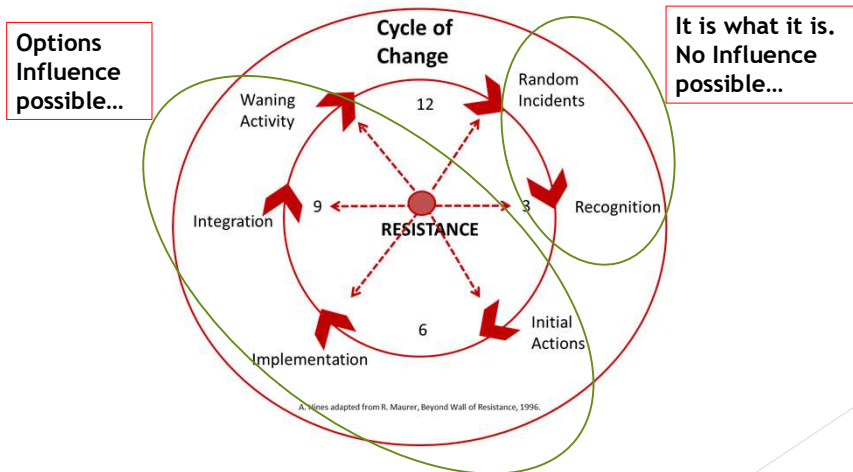 Options
Influence
possible…
It is what it is.
No Influence
possible…
Cycle of
Change
Random
Incidents
Waning
Activity
12
Integration
9
3
Recognition
RESISTANCE
6
Initial
Actions
Implementation
A. Hines adapted from R. Maurer, Beyond Wall of Resistance, 1996.